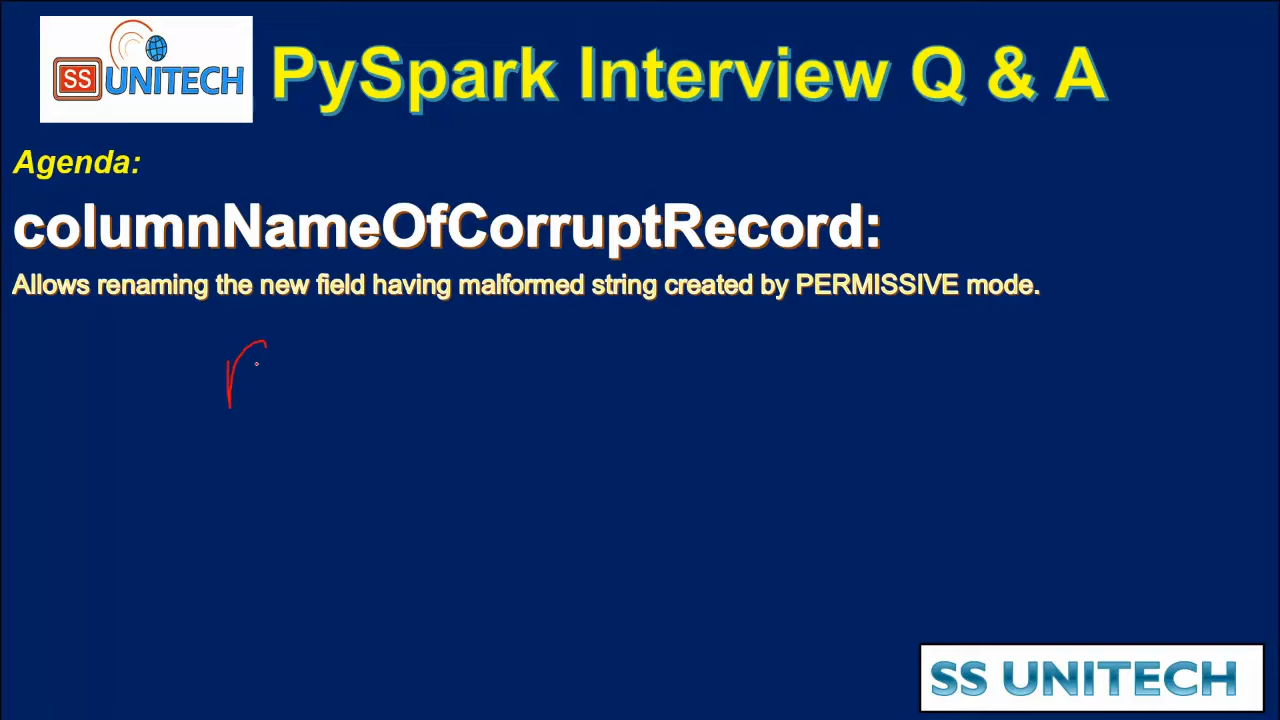 SS UNITECH
PySpark Interview Q & A
Agenda:
columnNameOfCorruptRecord:
Allows renaming the new field having malformed string created by PERMISSIVE mode.
r
SS UNITECH